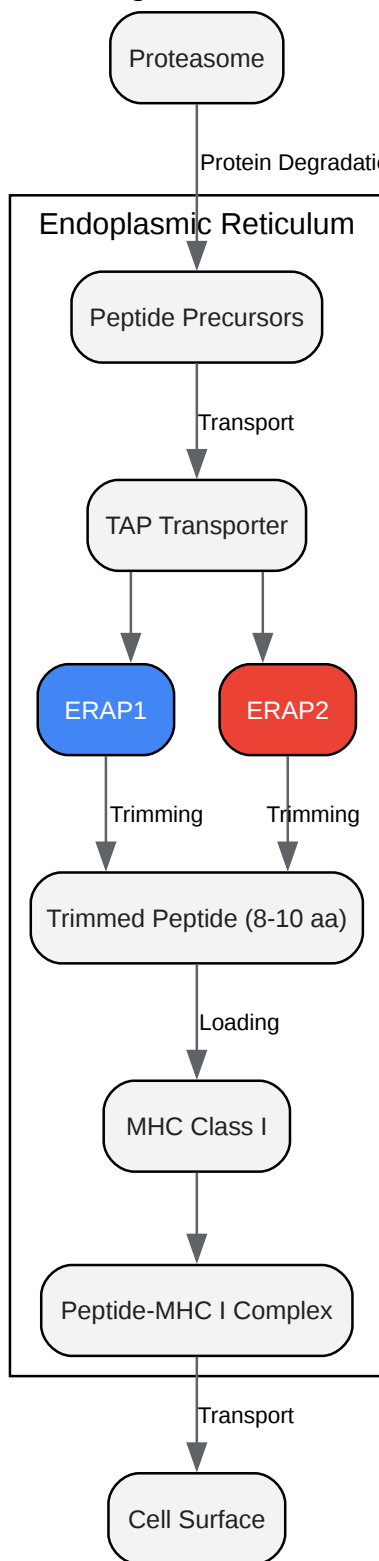 Proteasome
Protein
Endoplasmic Reticulum
Peptide Precursors
Transport
TAP Transporter
ERAP1
ERAP2
Trimming
Trimming
Trimmed Peptide (8-10 aa)
Loading
MHC Class I
Peptide-MHC I Complex
Transport
Cell Surface